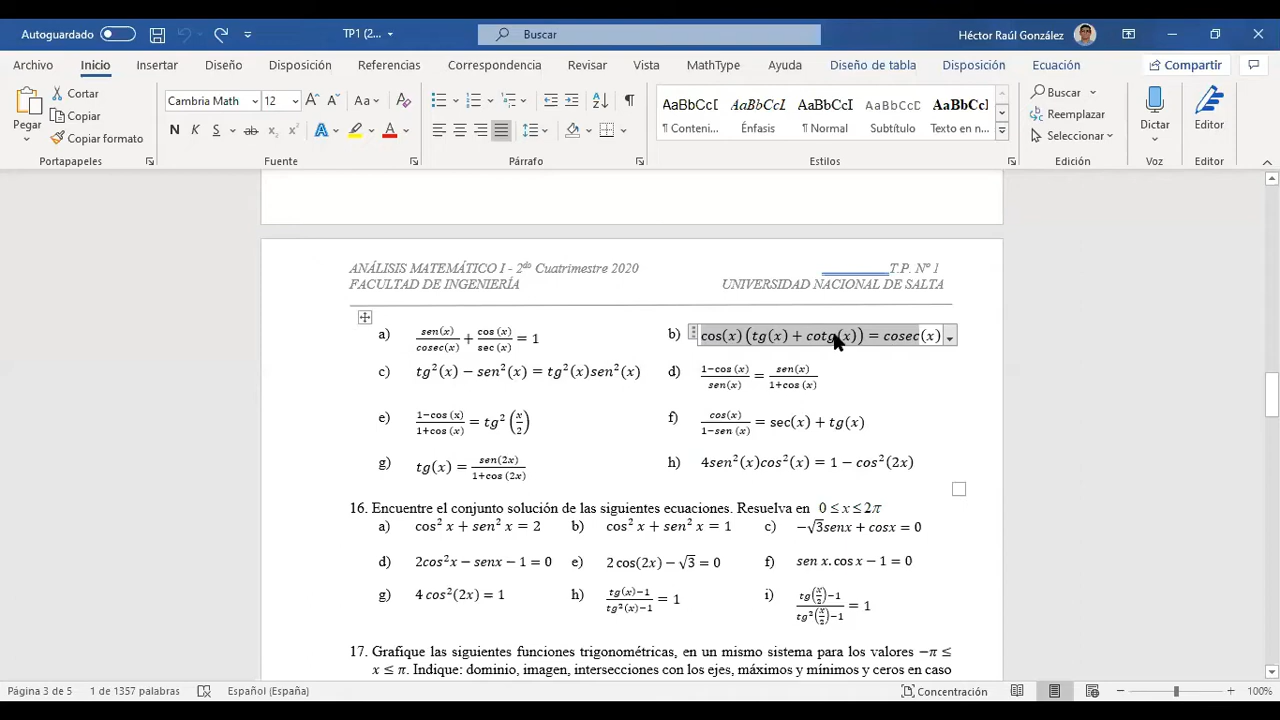 Autoguardado TP1 (2... Buscar Héctor Raúl González
Archivo Inicio Insertar Diseño Disposición Referencias Correspondencia Revisar Vista MathType Ayuda Diseño de tabla Disposición Ecuación Compartir
Pegar Cortar Copiar Copiar formato
Cambria Math 12 A A Aa
N K S ab x₂ x² A A
AaBbCcI AaBbCcI AaBbCcI AaBbCcI AaBbCcI
¶ Conteni... Énfasis ¶ Normal Subtítulo Texto en n...
Buscar Reemplazar Seleccionar
Dictar Editor
Portapapeles Fuente Párrafo Estilos Edición Voz Editor
ANÁLISIS MATEMÁTICO I - 2do Cuatrimestre 2020 T.P. Nº 1
FACULTAD DE INGENIERÍA UNIVERSIDAD NACIONAL DE SALTA
a) sen(x)/cosec(x) + cos (x)/sec (x) = 1 b) cos(x)(tg(x) + cotg(x)) = cosec(x)
c) tg²(x) − sen²(x) = tg²(x)sen²(x) d) 1−cos (x)/sen(x) = sen(x)/1+cos (x)
e) 1−cos (x)/1+cos (x) = tg²(x/2) f) cos(x)/1−sen (x) = sec(x) + tg(x)
g) tg(x) = sen(2x)/1+cos (2x) h) 4sen²(x)cos²(x) = 1 − cos²(2x)
16. Encuentre el conjunto solución de las siguientes ecuaciones. Resuelva en 0 ≤ x ≤ 2π
a) cos² x + sen² x = 2 b) cos² x + sen² x = 1 c) −√3senx + cosx = 0
d) 2cos²x − senx − 1 = 0 e) 2 cos(2x) − √3 = 0 f) sen x. cos x − 1 = 0
g) 4 cos²(2x) = 1 h) tg(x)−1/tg²(x)−1 = 1 i) tg(x/2)−1/tg²(x/2)−1 = 1
17. Grafique las siguientes funciones trigonométricas, en un mismo sistema para los valores −π ≤
x ≤ π. Indique: dominio, imagen, intersecciones con los ejes, máximos y mínimos y ceros en caso
Página 3 de 5 1 de 1357 palabras Español (España) Concentración 100%